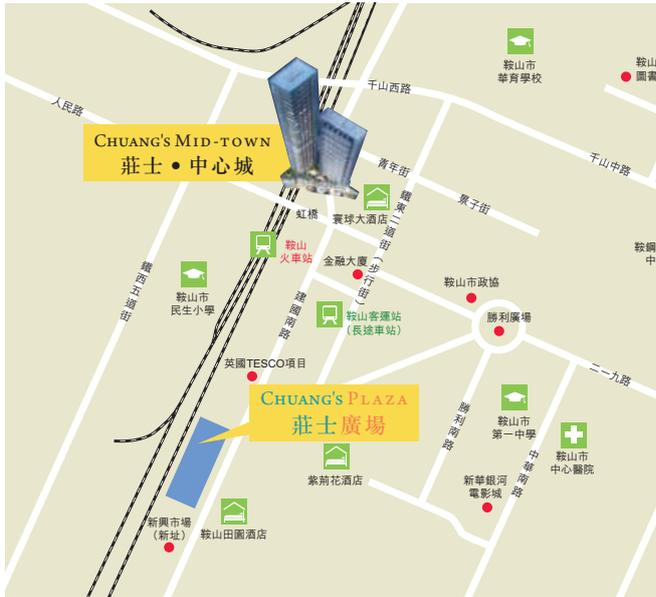 鞍山市
華育學校
鞍山
圖書
千山西路
人民路
CHUANG'S MID-TOWN
莊士•中心城
青年街
千山中路
鐵東二道街（步行街）
景子街
虹橋
寰球大酒店
鞍山
火車站
金融大廈
鞍鋼
中
鐵西五道街
鞍山市
民生小學
建國南路
鞍山市政協
鞍山客運站
（長途車站）
勝利廣場
英國TESCO項目
二一九路
CHUANG'S PLAZA
莊士廣場
勝利南路
鞍山市
第一中學
中華南路
鞍山市
中心醫院
紫荊花酒店
新華銀河
電影城
新興市場
（新址）
鞍山田園酒店